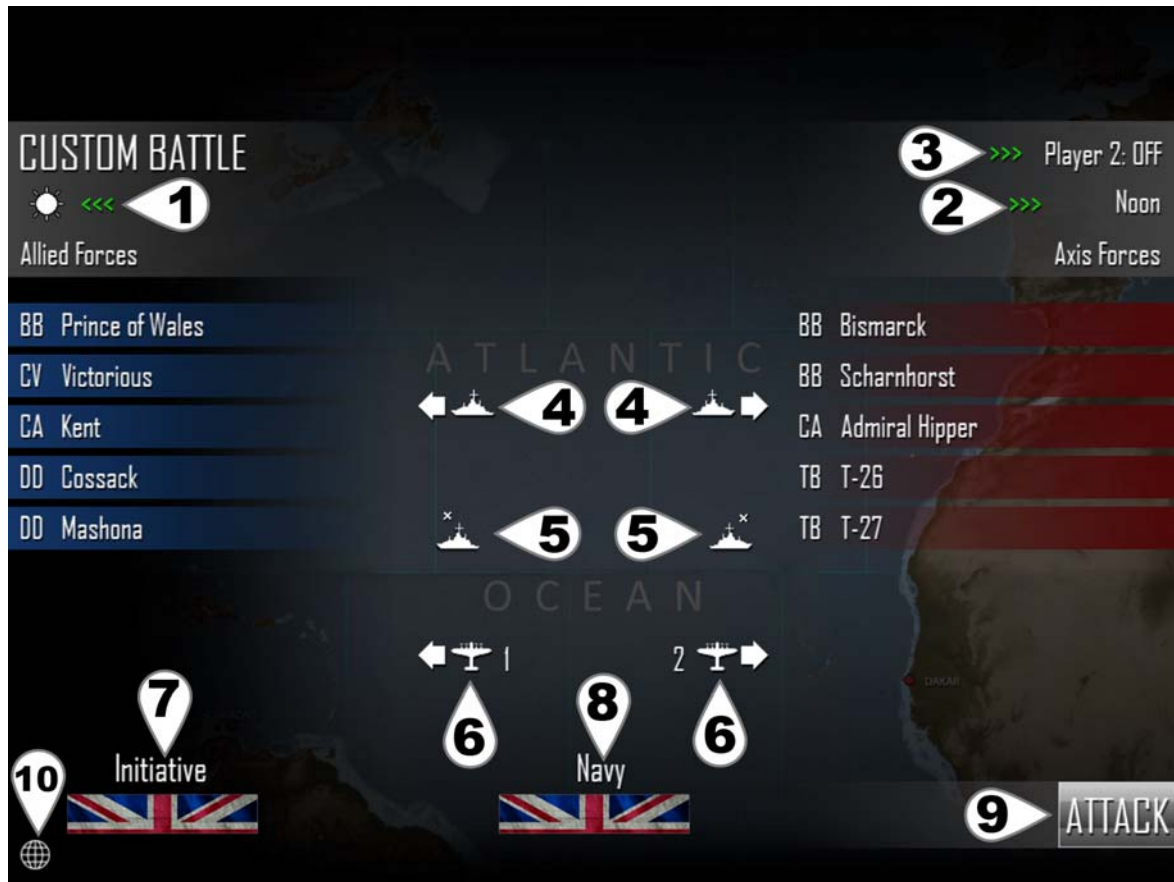 CUSTOM BATTLE
3 >>> Player 2: OFF
<<< 1
2 >>> Noon
Allied Forces
Axis Forces
BB Prince of Wales
CV Victorious
CA Kent
DD Cossack
DD Mashona
ATLANTIC
4 4
5 5
OCEAN
1 2
6 6
BB Bismarck
BB Scharnhorst
CA Admiral Hipper
TB T-26
TB T-27
DAKAR
7
Initiative
8
Navy
10
9 ATTACK